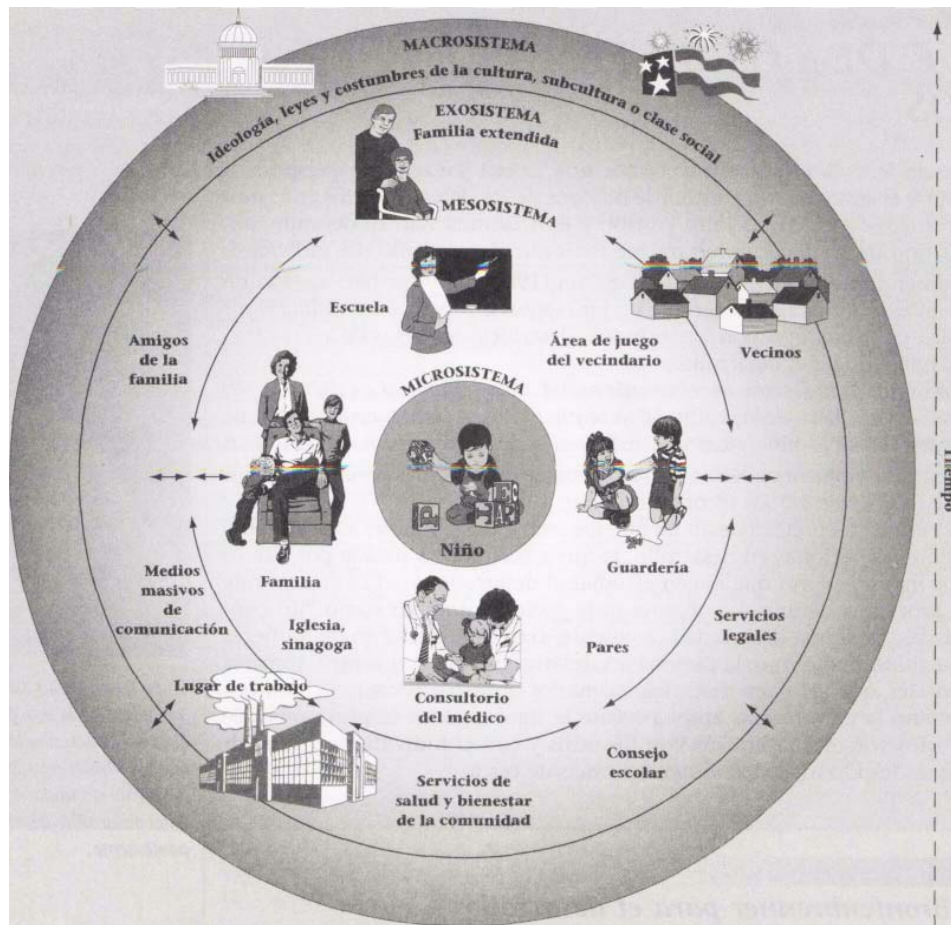 MACROSISTEMA
Ideología, leyes y costumbres de la cultura, subcultura o clase social
EXOSISTEMA
Familia extendida
MESOSISTEMA
Escuela
Amigos
de la
familia
Área de juego
del vecindario
Vecinos
MICROSISTEMA
Tiempo
Niño
Familia
Guardería
Medios
masivos
de
comunicación
Iglesia,
sinagoga
Pares
Servicios
legales
Lugar de trabajo
Consultorio
del médico
Consejo
escolar
Servicios de
salud y bienestar
de la comunidad